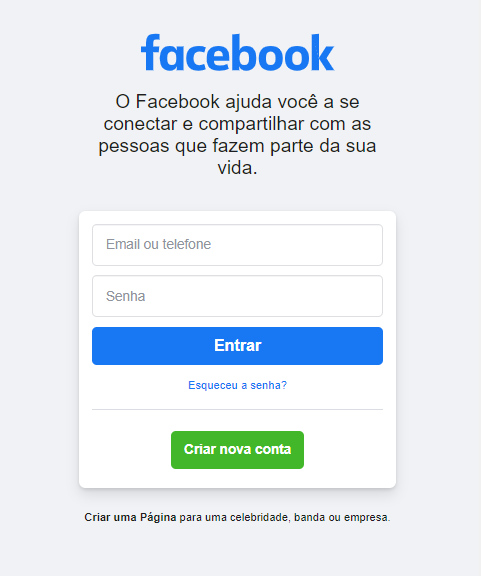 facebook
O Facebook ajuda você a se
conectar e compartilhar com as
pessoas que fazem parte da sua
vida.
Email ou telefone
Senha
Entrar
Esqueceu a senha?
Criar nova conta
Criar uma Página para uma celebridade, banda ou empresa.